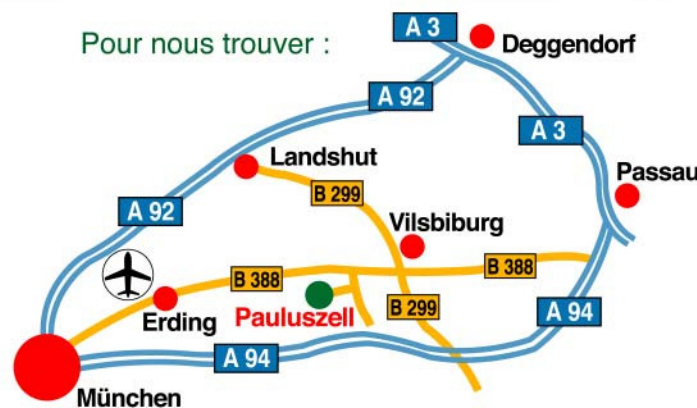 Pour nous trouver :
A 3
Deggendorf
A 92
A 3
Landshut
Passau
B 299
A 92
Vilsbiburg
B 388
B 388
Pauluszell
Erding
B 299
A 94
A 94
München